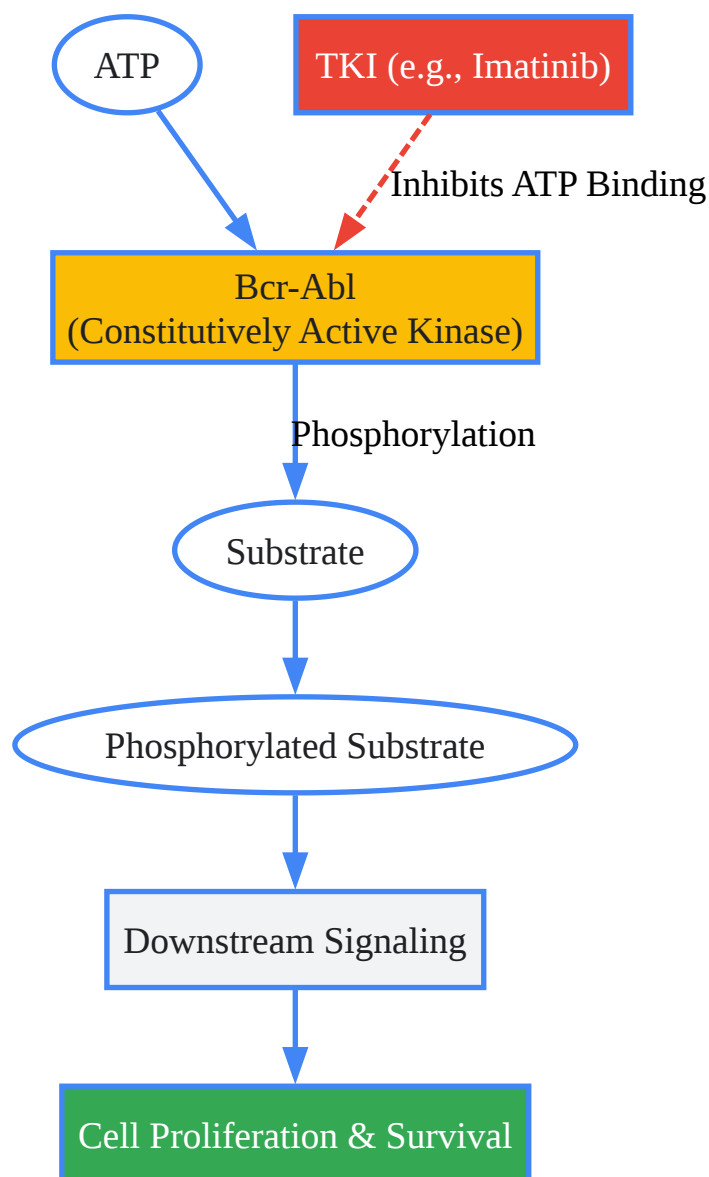 ATP
TKI (e.g., Imatinib)
Inhibits ATP Binding
Bcr-Abl
(Constitutively Active Kinase)
Phosphorylation
Substrate
Phosphorylated Substrate
Downstream Signaling
Cell Proliferation & Survival